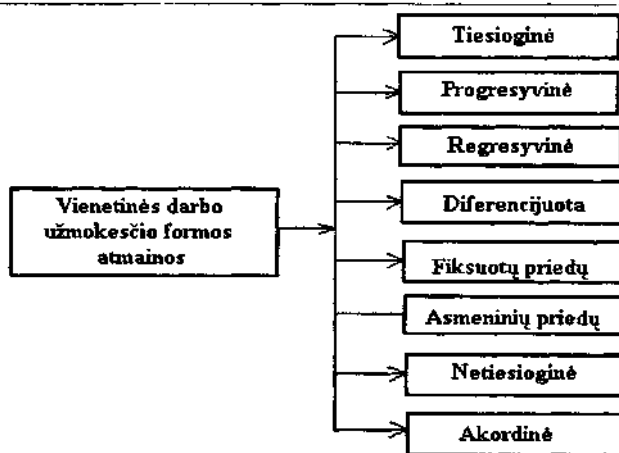 Tiesioginė
Progresyvinė
Regresyvinė
Vienetinės darbo
užmokesčio formos
atmainos
Diferencijuota
Fiksuotų priedų
Asmeninių priedų
Netiesioginė
Akordinė